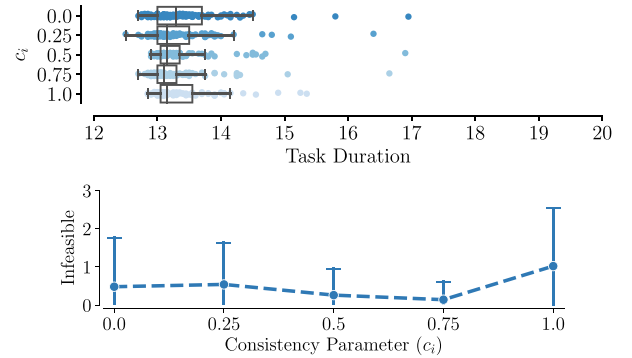 0.0
0.25
0.5
0.75
1.0
c_i
12 13 14 15 16 17 18 19 20
Task Duration
3
2
1
0
Infeasible
0.0 0.25 0.5 0.75 1.0
Consistency Parameter (c_i)